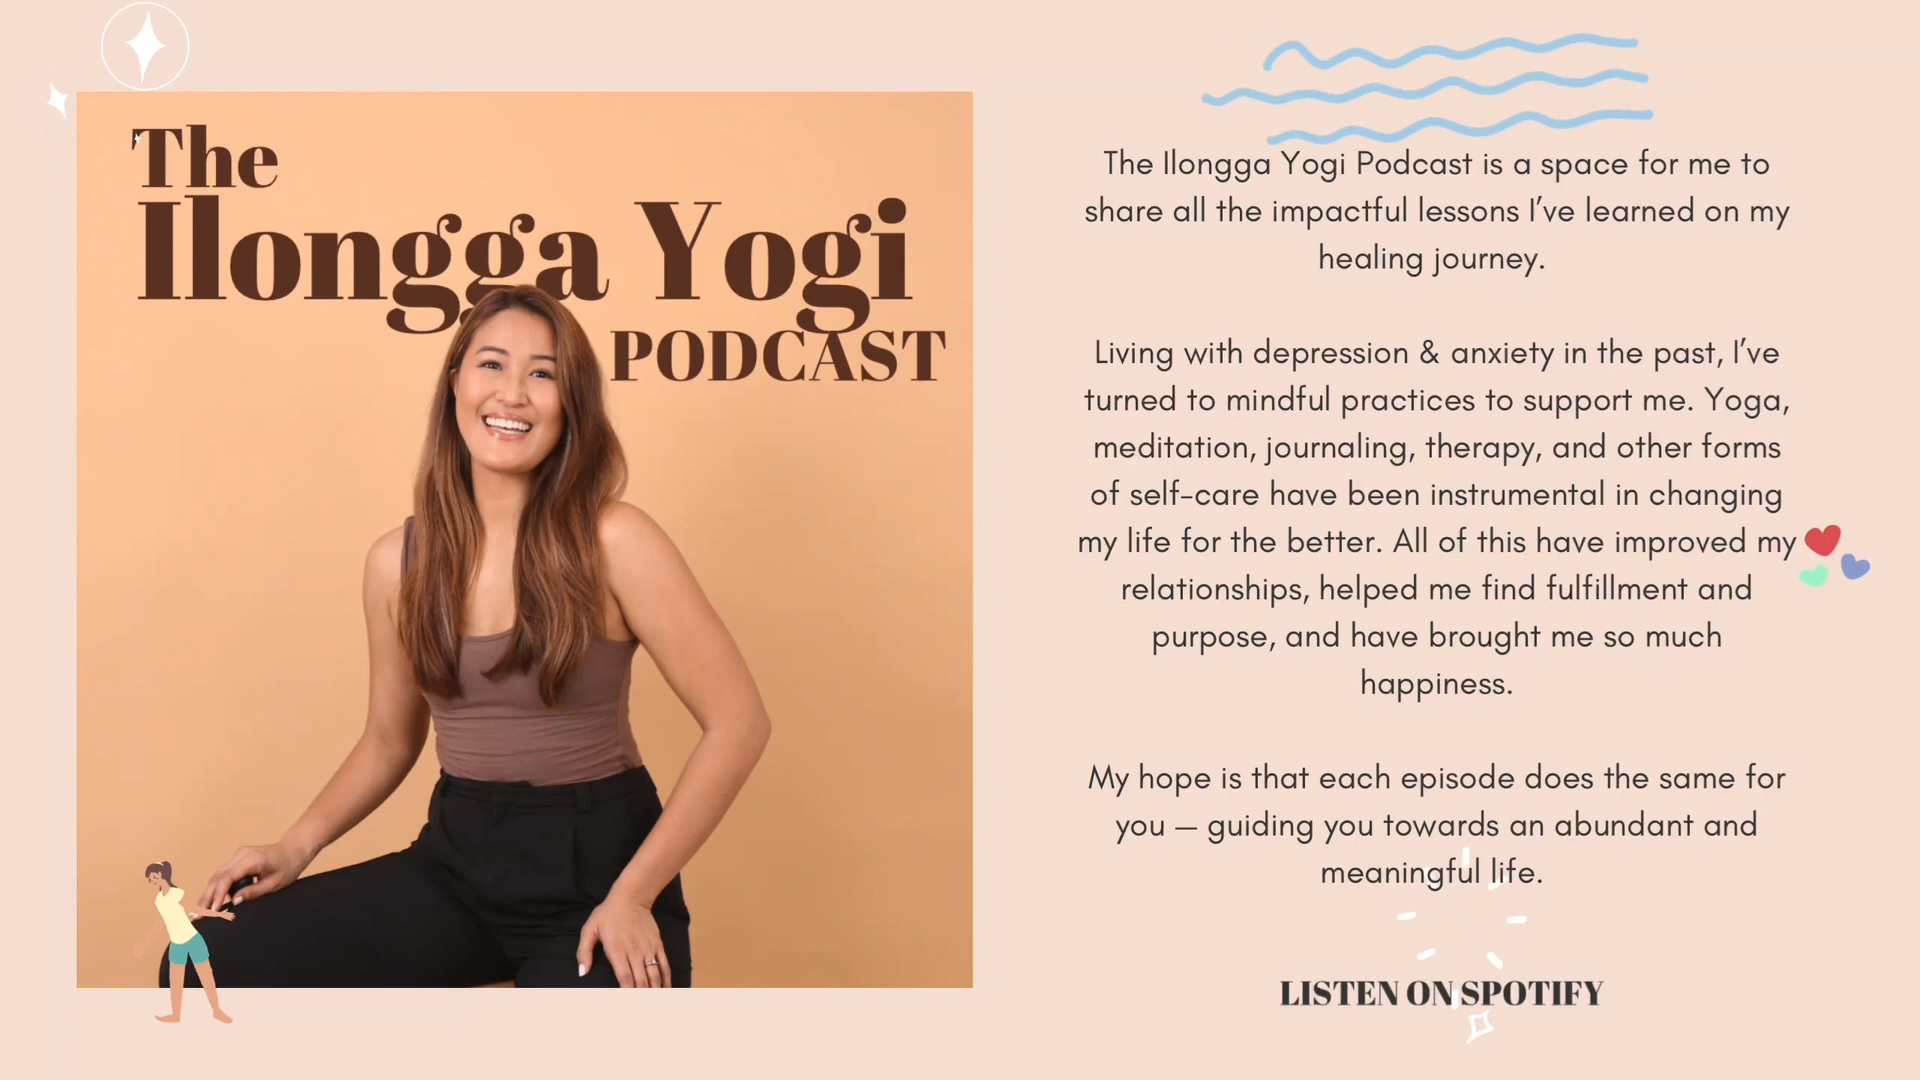 The
Ilongga Yogi
PODCAST
The Ilongga Yogi Podcast is a space for me to
share all the impactful lessons I’ve learned on my
healing journey.
Living with depression & anxiety in the past, I’ve
turned to mindful practices to support me. Yoga,
meditation, journaling, therapy, and other forms
of self-care have been instrumental in changing
my life for the better. All of this have improved my
relationships, helped me find fulfillment and
purpose, and have brought me so much
happiness.
My hope is that each episode does the same for
you — guiding you towards an abundant and
meaningful life.
LISTEN ON SPOTIFY